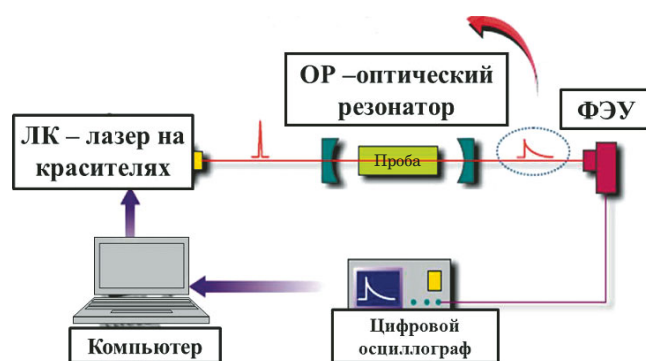 ОР –оптический
резонатор
ФЭУ
ЛК – лазер на
красителях
Проба
Компьютер
Цифровой
осциллограф